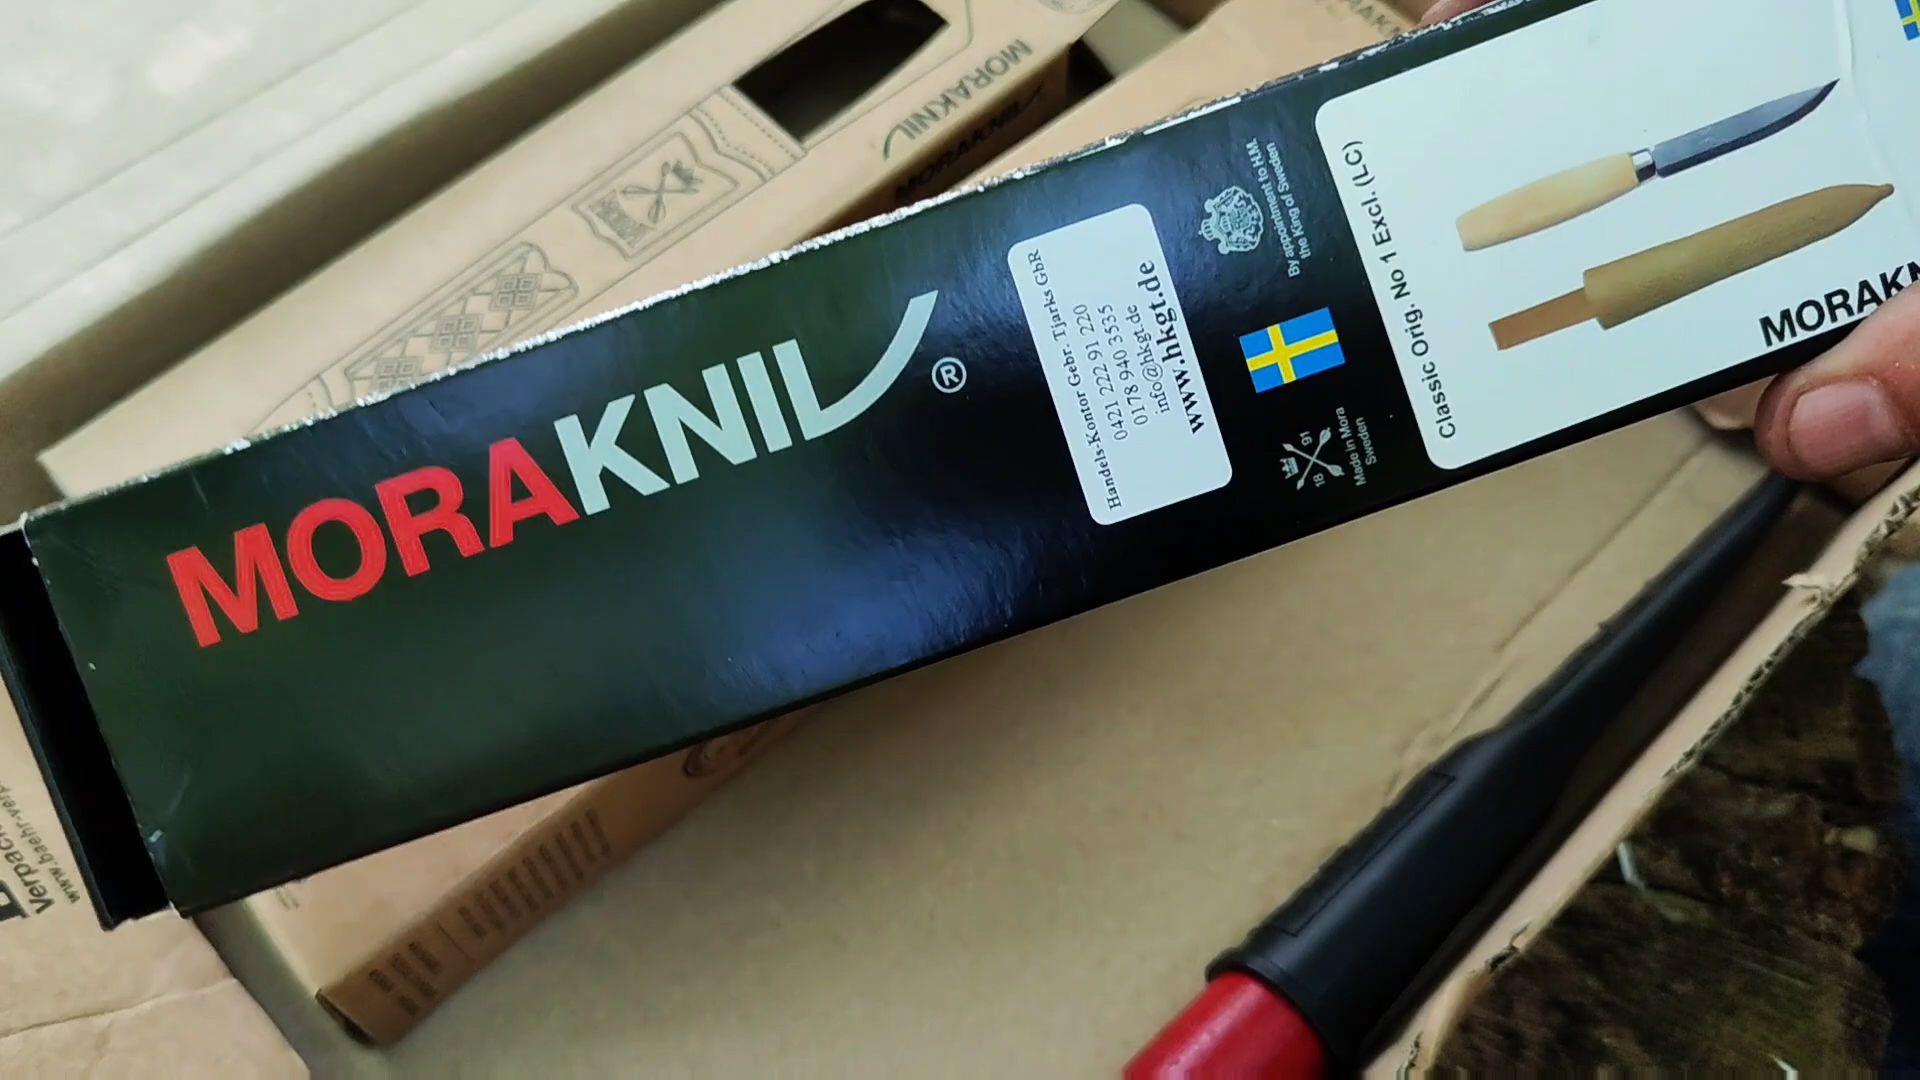 MORAKNIV
MORAKNIV
MORAKNIV®
Handels-Kontor Gebr. Tjarks GbR
0421 222 91 220
0178 940 3535
info@hkgt.de
www.hkgt.de
By appointment to H.M.
the King of Sweden
18 91
Made in Mora
Sweden
Classic Orig. No 1 Excl. (LC)
MORAKN